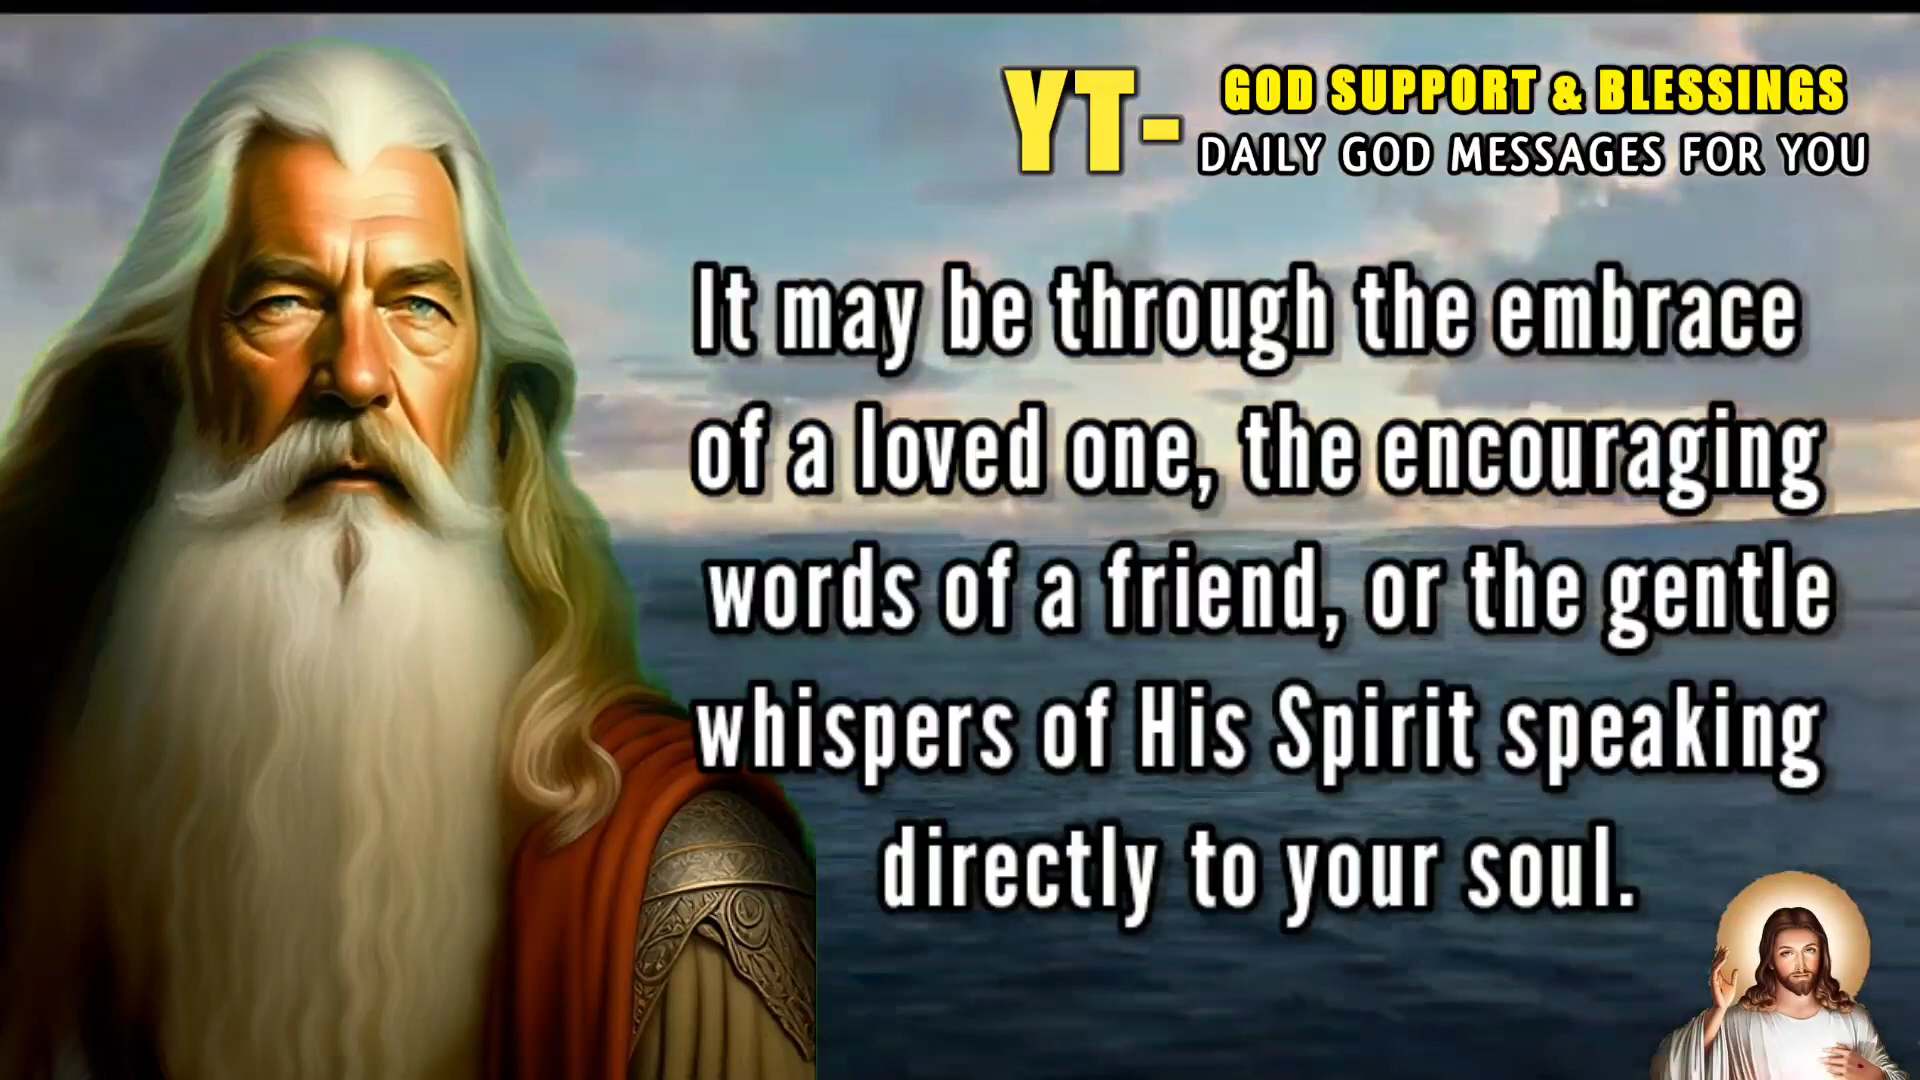 YT- GOD SUPPORT & BLESSINGS
DAILY GOD MESSAGES FOR YOU
It may be through the embrace
of a loved one, the encouraging
words of a friend, or the gentle
whispers of His Spirit speaking
directly to your soul.